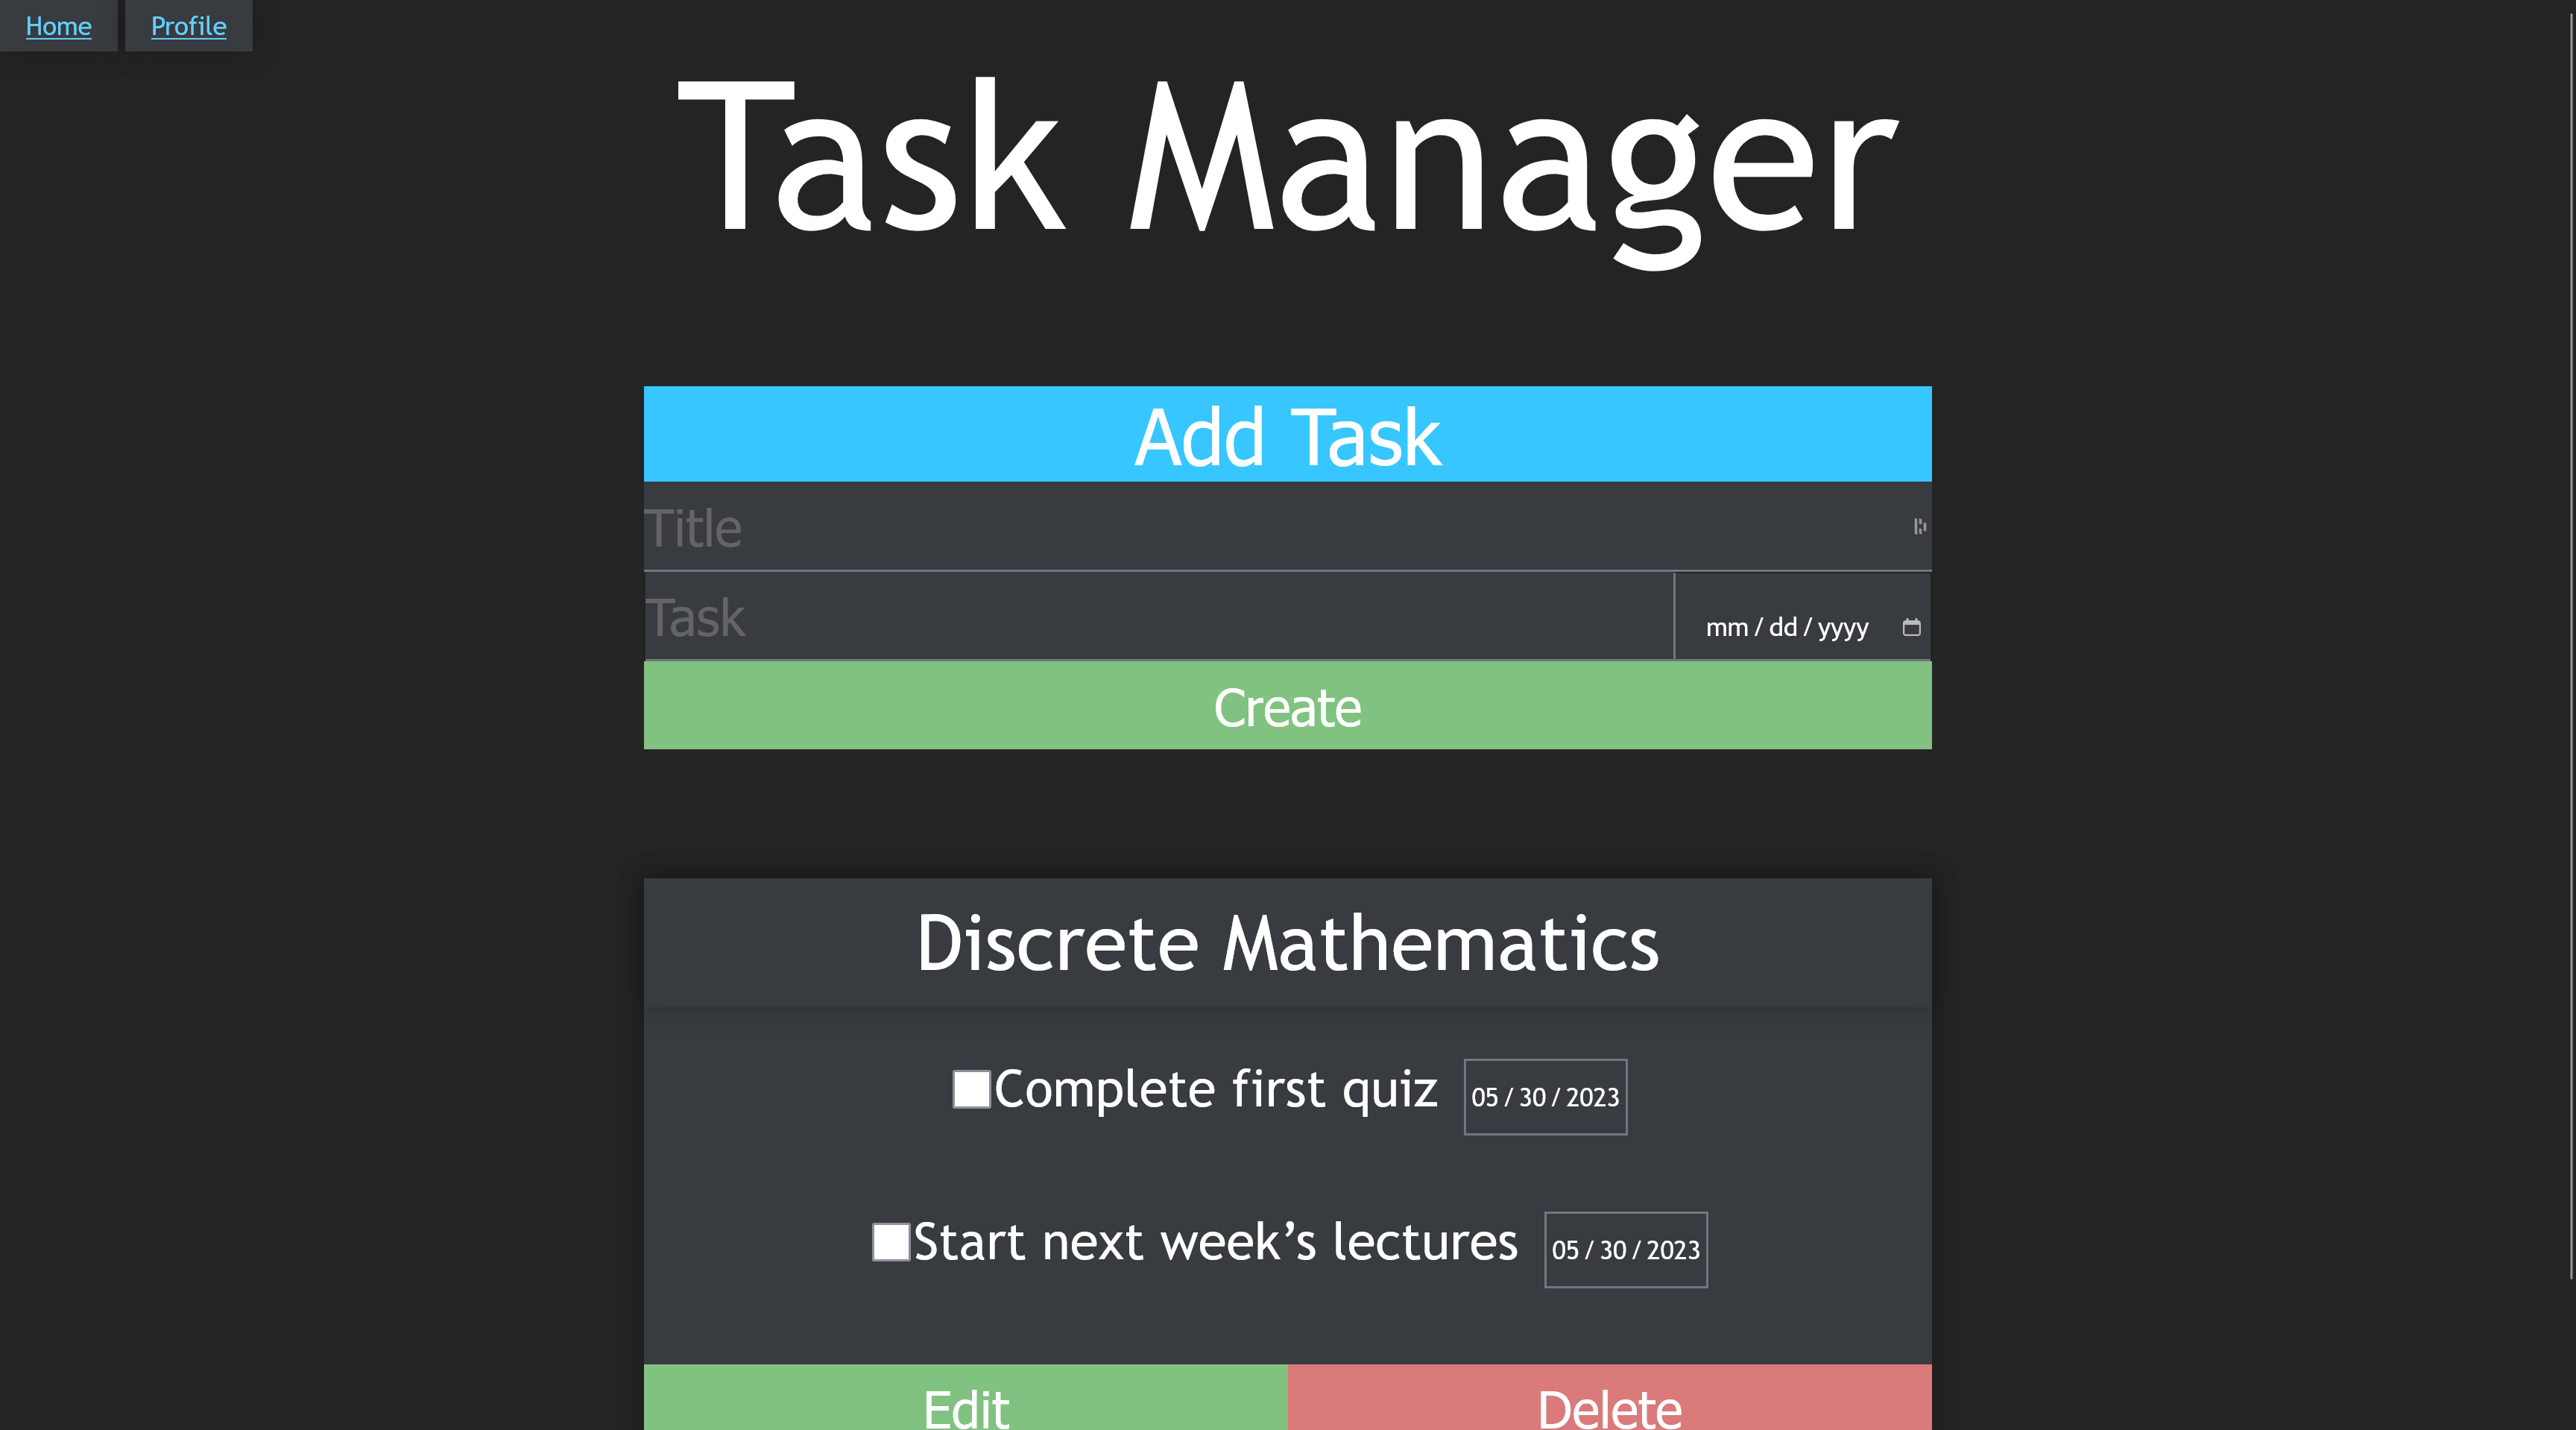 Home Profile
Task Manager
Add Task
Title
Task mm / dd / yyyy
Create
Discrete Mathematics
Complete first quiz 05 / 30 / 2023
Start next week’s lectures 05 / 30 / 2023
Edit Delete